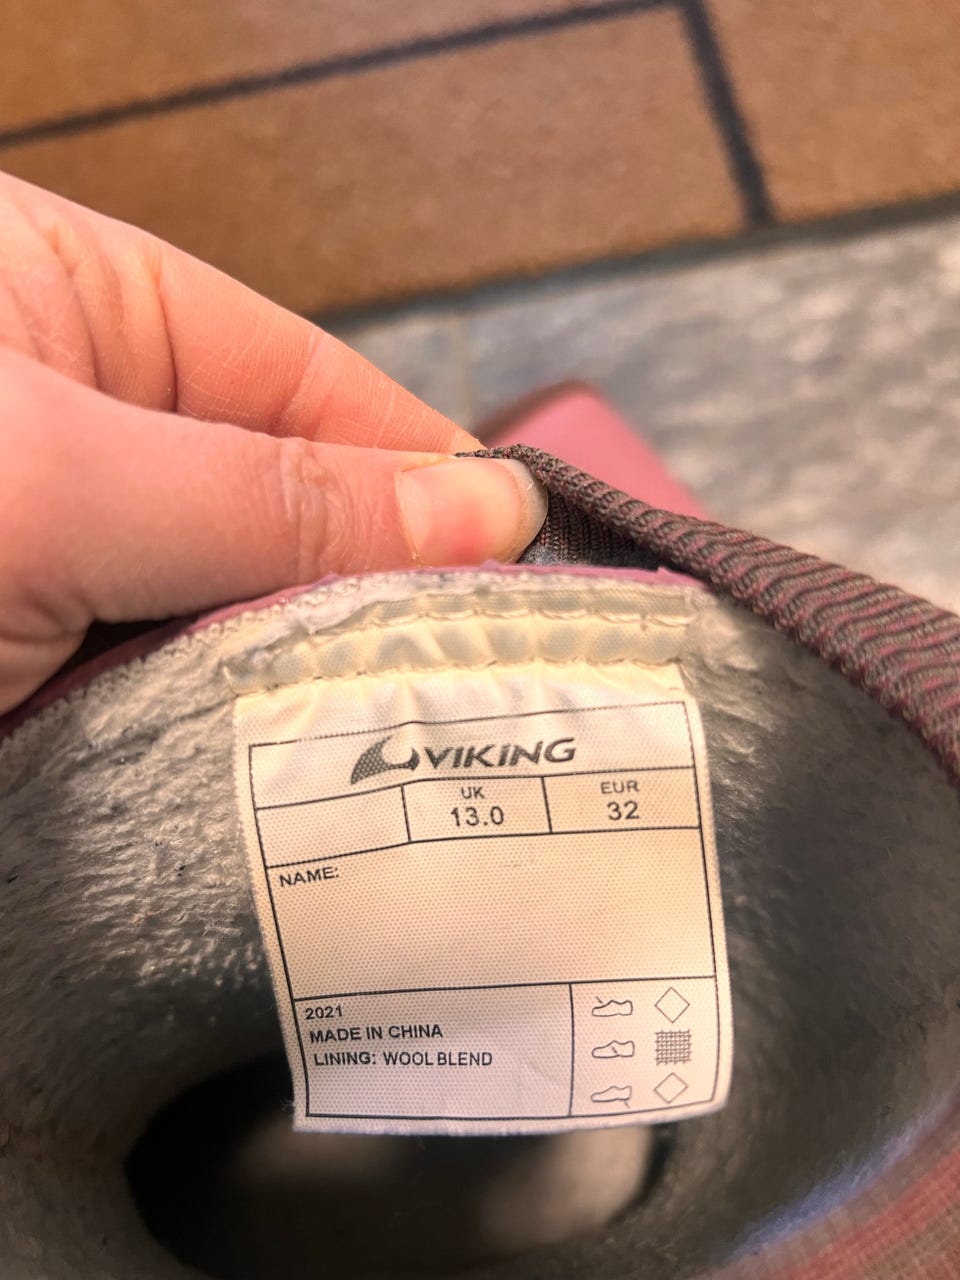 VIKING
UK
13.0
EUR
32
NAME:
2021
MADE IN CHINA
LINING: WOOL BLEND